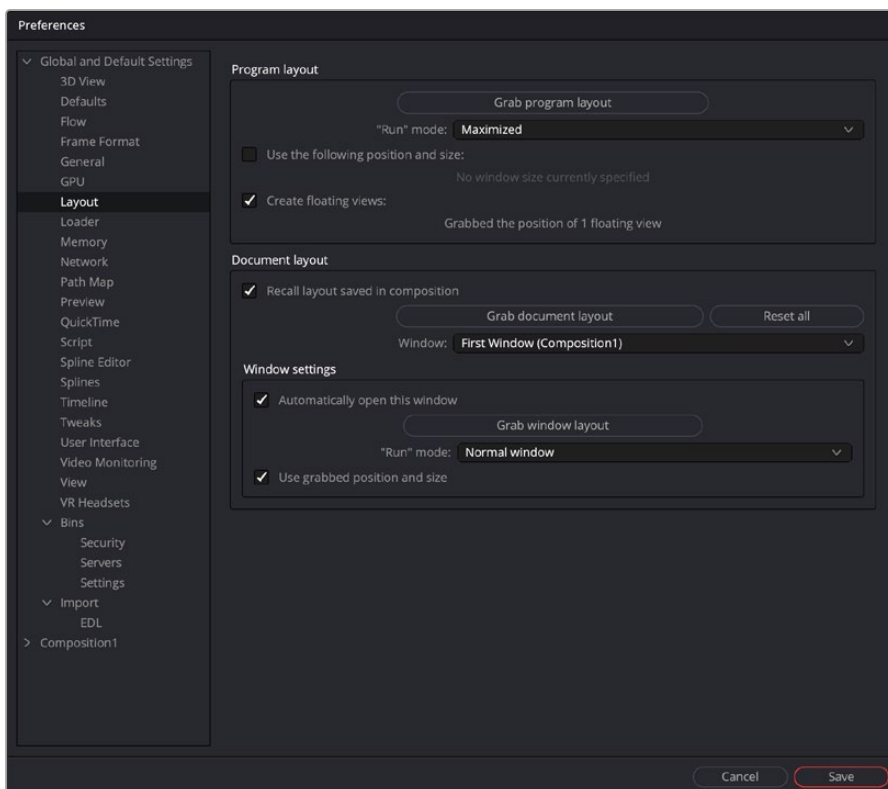 Preferences
Global and Default Settings
3D View
Defaults
Flow
Frame Format
General
GPU
Layout
Loader
Memory
Network
Path Map
Preview
QuickTime
Script
Spline Editor
Splines
Timeline
Tweaks
User Interface
Video Monitoring
View
VR Headsets
Bins
Security
Servers
Settings
Import
EDL
Composition1
Program layout
Grab program layout
"Run" mode: Maximized
Use the following position and size:
No window size currently specified
Create floating views:
Grabbed the position of 1 floating view
Document layout
Recall layout saved in composition
Grab document layout Reset all
Window: First Window (Composition1)
Window settings
Automatically open this window
Grab window layout
"Run" mode: Normal window
Use grabbed position and size
Cancel Save